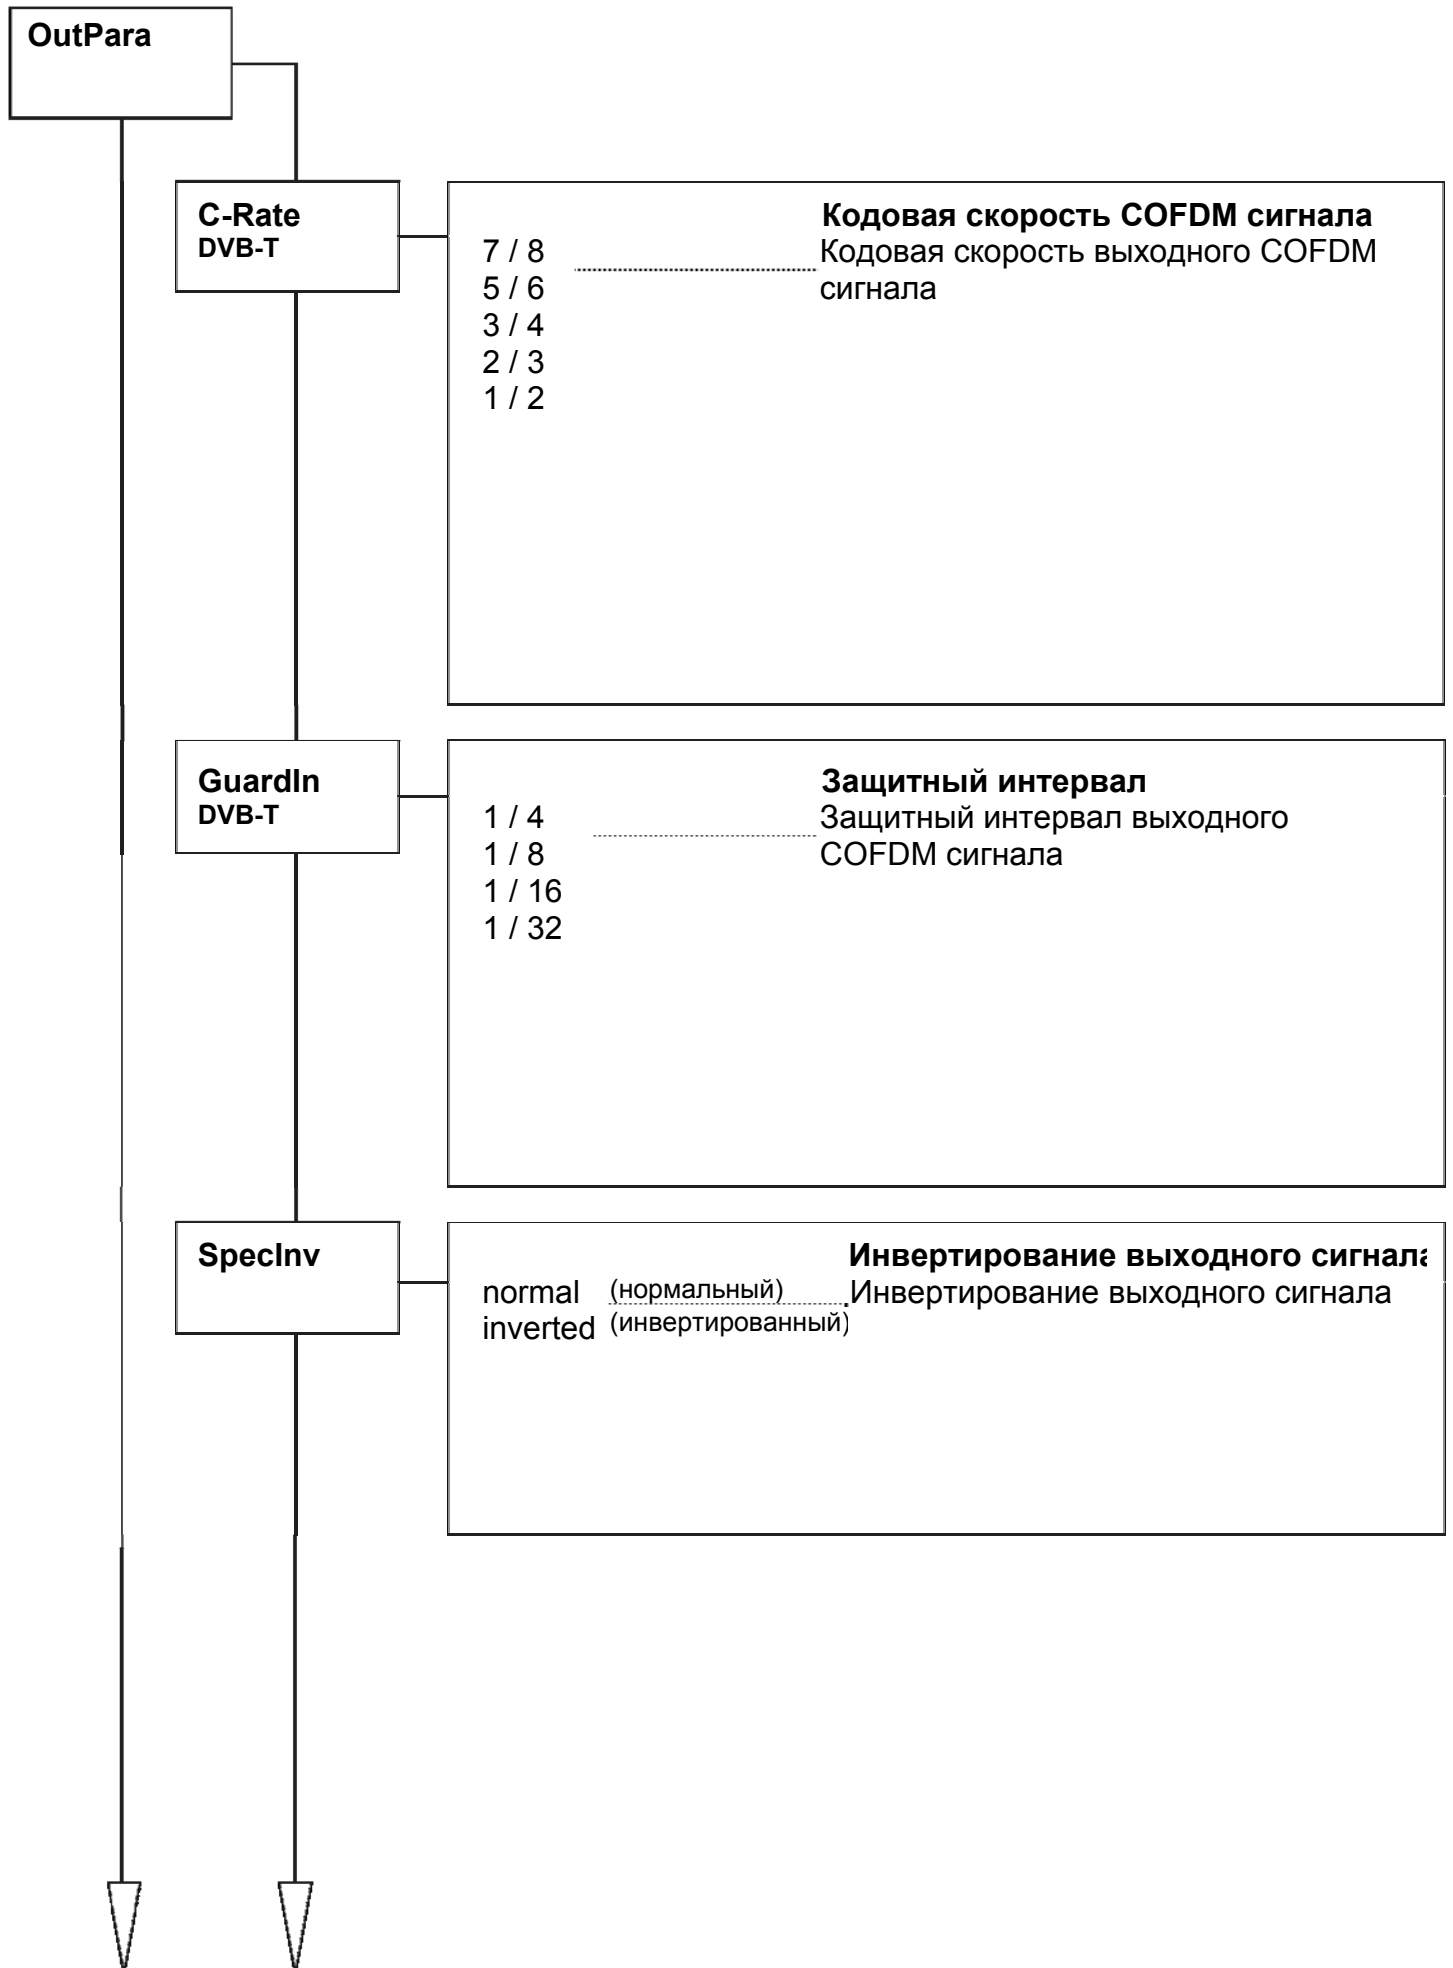 OutPara
C-Rate
DVB-T
Кодовая скорость COFDM сигнала
7 / 8
Кодовая скорость выходного COFDM
5 / 6
сигнала
3 / 4
2 / 3
1 / 2
GuardIn
DVB-T
Защитный интервал
1 / 4
Защитный интервал выходного
1 / 8
COFDM сигнала
1 / 16
1 / 32
SpecInv
Инвертирование выходного сигнала
normal (нормальный) Инвертирование выходного сигнала
inverted (инвертированный)